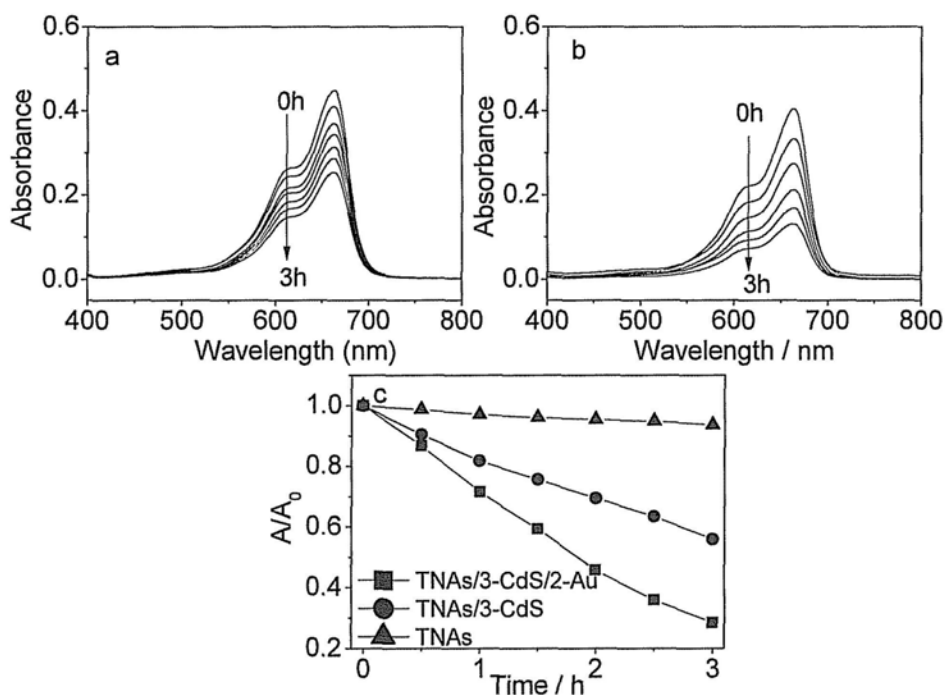 0.6
0.4
0.2
0.0
Absorbance
a
0h
3h
400 500 600 700 800
Wavelength (nm)
0.6
0.4
0.2
0.0
Absorbance
b
0h
3h
400 500 600 700 800
Wavelength / nm
1.0
0.8
0.6
0.4
0.2
A/A0
c
TNAs/3-CdS/2-Au
TNAs/3-CdS
TNAs
0 1 2 3
Time / h